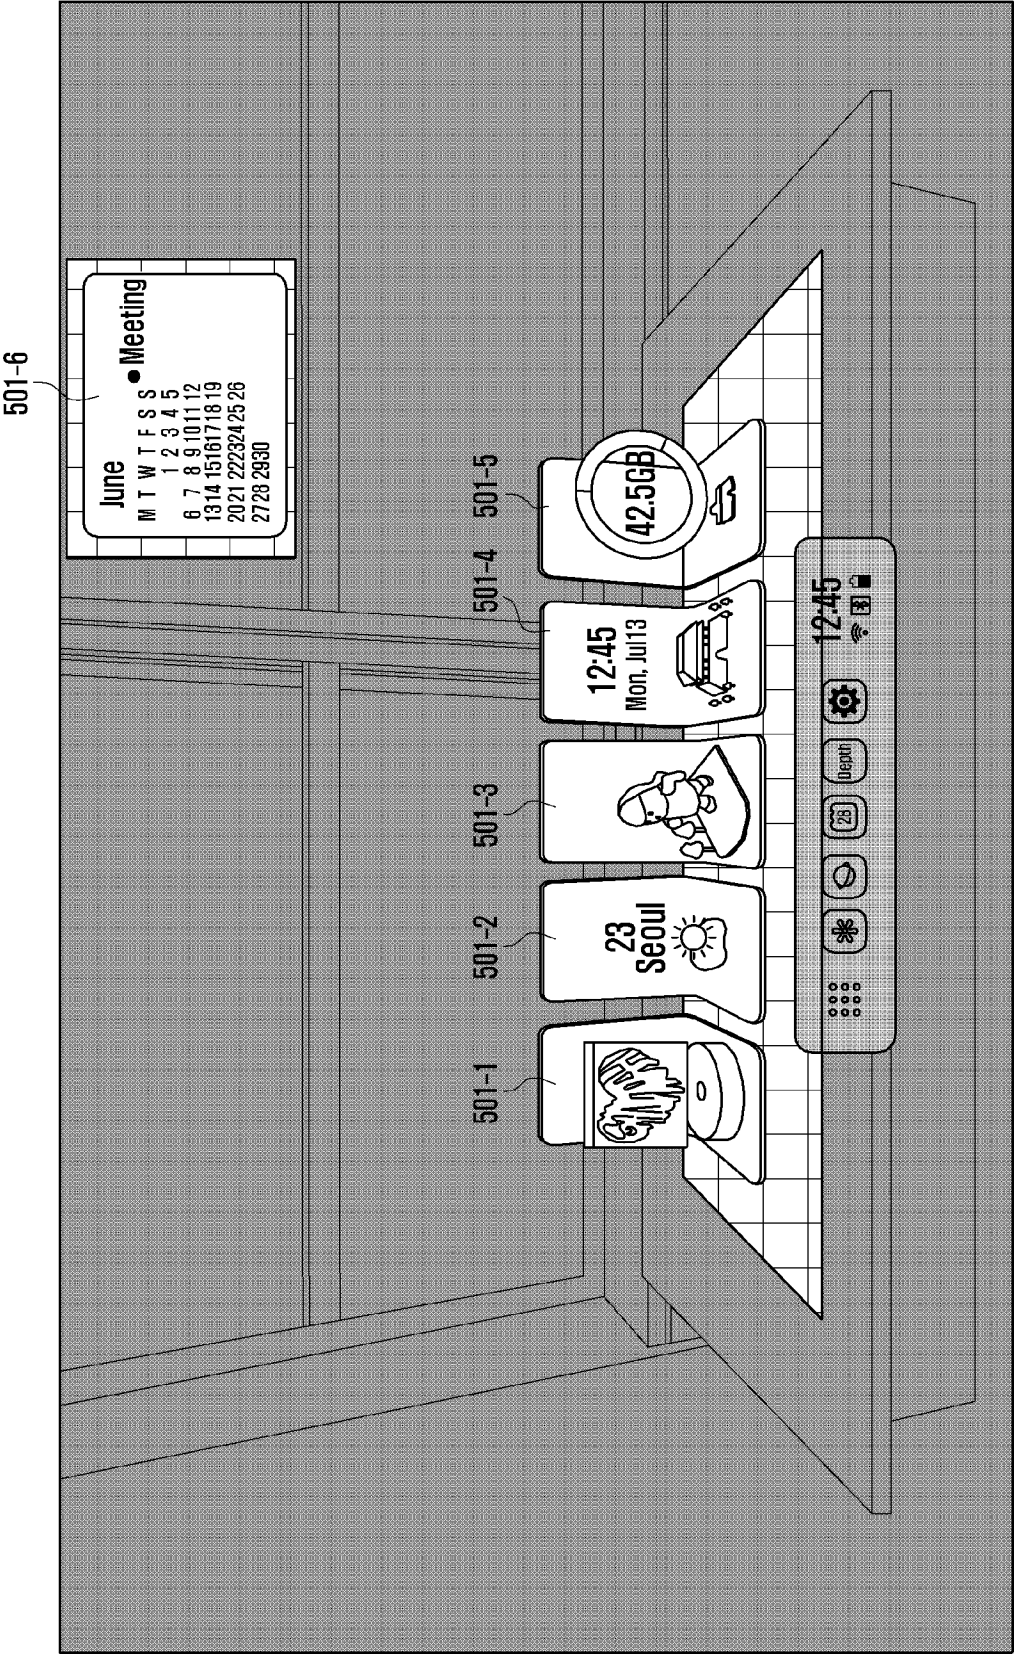 501-6
June
● Meeting
M T W T F S S
1 2 3 4 5
6 7 8 9 10 11 12
13 14 15 16 17 18 19
20 21 22 23 24 25 26
27 28 29 30
501-1
501-2
501-3
501-4
501-5
23
Seoul
12:45
Mon, Jul 13
42.5GB
28
Depth
12:45